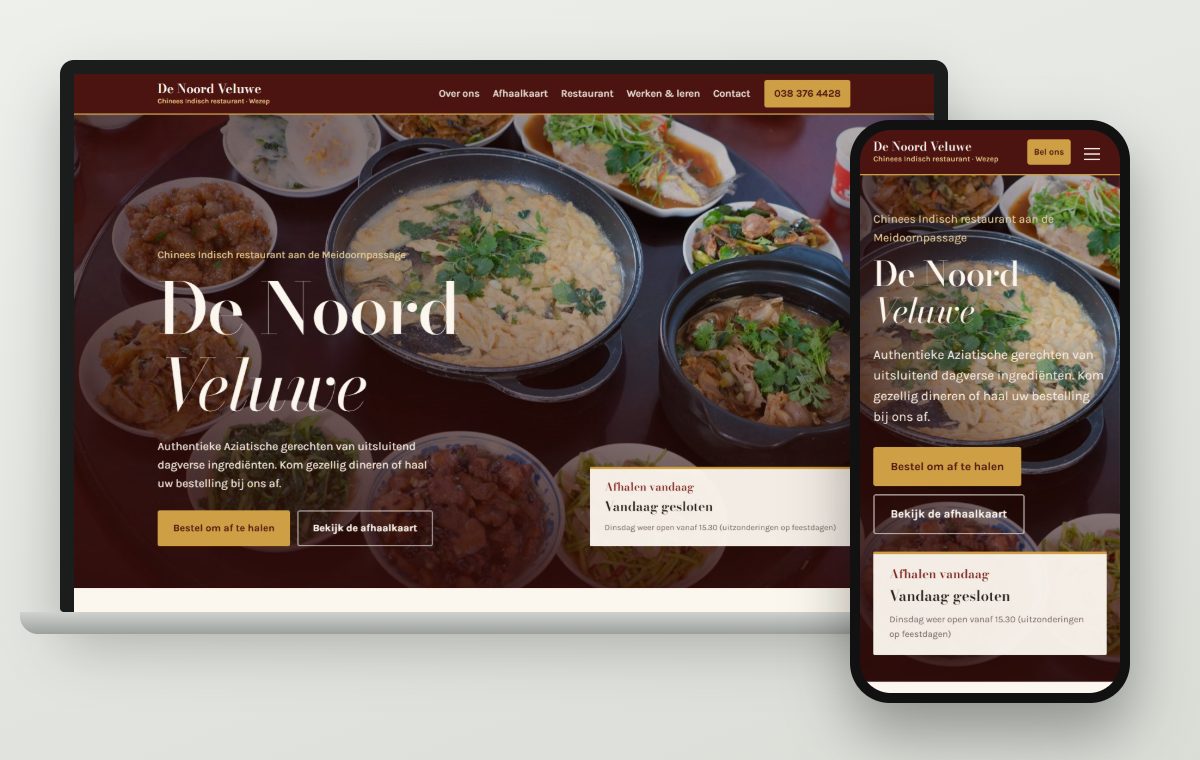 De Noord Veluwe
Chinees Indisch restaurant · Wezep
Over ons
Afhaalkaart
Restaurant
Werken & leren
Contact
038 376 4428
Chinees Indisch restaurant aan de Meidoornpassage
De Noord
Veluwe
Authentieke Aziatische gerechten van uitsluitend
dagverse ingrediënten. Kom gezellig dineren of haal
uw bestelling bij ons af.
Bestel om af te halen
Bekijk de afhaalkaart
Afhalen vandaag
Vandaag gesloten
Dinsdag weer open vanaf 15.30 (uitzonderingen op feestdagen)
De Noord Veluwe
Chinees Indisch restaurant · Wezep
Bel ons
Chinees Indisch restaurant aan de
Meidoornpassage
De Noord
Veluwe
Authentieke Aziatische gerechten van
uitsluitend dagverse ingrediënten. Kom
gezellig dineren of haal uw bestelling
bij ons af.
Bestel om af te halen
Bekijk de afhaalkaart
Afhalen vandaag
Vandaag gesloten
Dinsdag weer open vanaf 15.30 (uitzonderingen
op feestdagen)